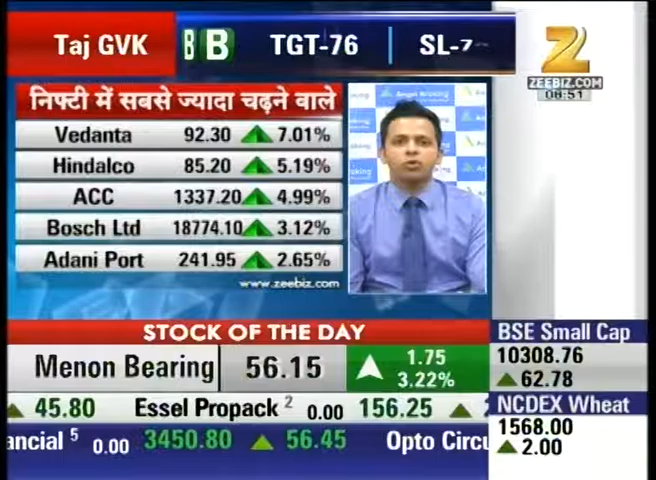 Taj GVK B B TGT-76 SL-7
Z
ZEEBIZ.COM
08:51
निफ्टी में सबसे ज्यादा चढ़ने वाले
Vedanta 92.30 7.01%
Hindalco 85.20 5.19%
ACC 1337.20 4.99%
Bosch Ltd 18774.10 3.12%
Adani Port 241.95 2.65%
www.zeebiz.com
Angel Broking
STOCK OF THE DAY
Menon Bearing 56.15 1.75
3.22%
BSE Small Cap
10308.76
62.78
NCDEX Wheat
1568.00
2.00
45.80 Essel Propack 2 0.00 156.25
ancial 5 0.00 3450.80 56.45 Opto Circu